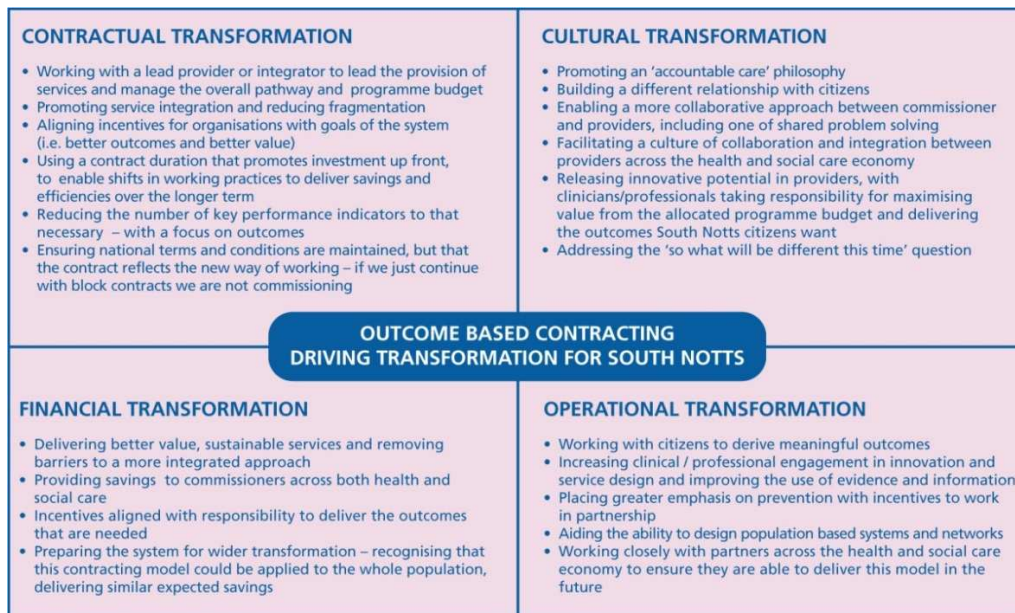 CONTRACTUAL TRANSFORMATION
• Working with a lead provider or integrator to lead the provision of
services and manage the overall pathway and programme budget
• Promoting service integration and reducing fragmentation
• Aligning incentives for organisations with goals of the system
(i.e. better outcomes and better value)
• Using a contract duration that promotes investment up front,
to enable shifts in working practices to deliver savings and
efficiencies over the longer term
• Reducing the number of key performance indicators to that
necessary – with a focus on outcomes
• Ensuring national terms and conditions are maintained, but that
the contract reflects the new way of working – if we just continue
with block contracts we are not commissioning
CULTURAL TRANSFORMATION
• Promoting an ‘accountable care’ philosophy
• Building a different relationship with citizens
• Enabling a more collaborative approach between commissioner
and providers, including one of shared problem solving
• Facilitating a culture of collaboration and integration between
providers across the health and social care economy
• Releasing innovative potential in providers, with
clinicians/professionals taking responsibility for maximising
value from the allocated programme budget and delivering
the outcomes South Notts citizens want
• Addressing the ‘so what will be different this time’ question
OUTCOME BASED CONTRACTING
DRIVING TRANSFORMATION FOR SOUTH NOTTS
FINANCIAL TRANSFORMATION
• Delivering better value, sustainable services and removing
barriers to a more integrated approach
• Providing savings to commissioners across both health and
social care
• Incentives aligned with responsibility to deliver the outcomes
that are needed
• Preparing the system for wider transformation – recognising that
this contracting model could be applied to the whole population,
delivering similar expected savings
OPERATIONAL TRANSFORMATION
• Working with citizens to derive meaningful outcomes
• Increasing clinical / professional engagement in innovation and
service design and improving the use of evidence and information
• Placing greater emphasis on prevention with incentives to work
in partnership
• Aiding the ability to design population based systems and networks
• Working closely with partners across the health and social care
economy to ensure they are able to deliver this model in the
future